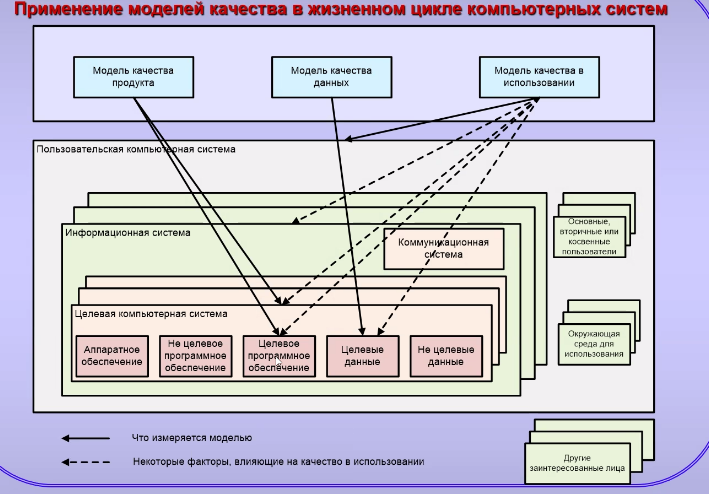 Применение моделей качества в жизненном цикле компьютерных систем
Модель качества
продукта
Модель качества
данных
Модель качества в
использовании
Пользовательская компьютерная система
Информационная система
Коммуникационная
система
Основные,
вторичные или
косвенные
пользователи
Целевая компьютерная система
Аппаратное
обеспечение
Не целевое
программное
обеспечение
Целевое
программное
обеспечение
Целевые
данные
Не целевые
данные
Окружающая
среда для
использования
Что измеряется моделью
Некоторые факторы, влияющие на качество в использовании
Другие
заинтересованные лица